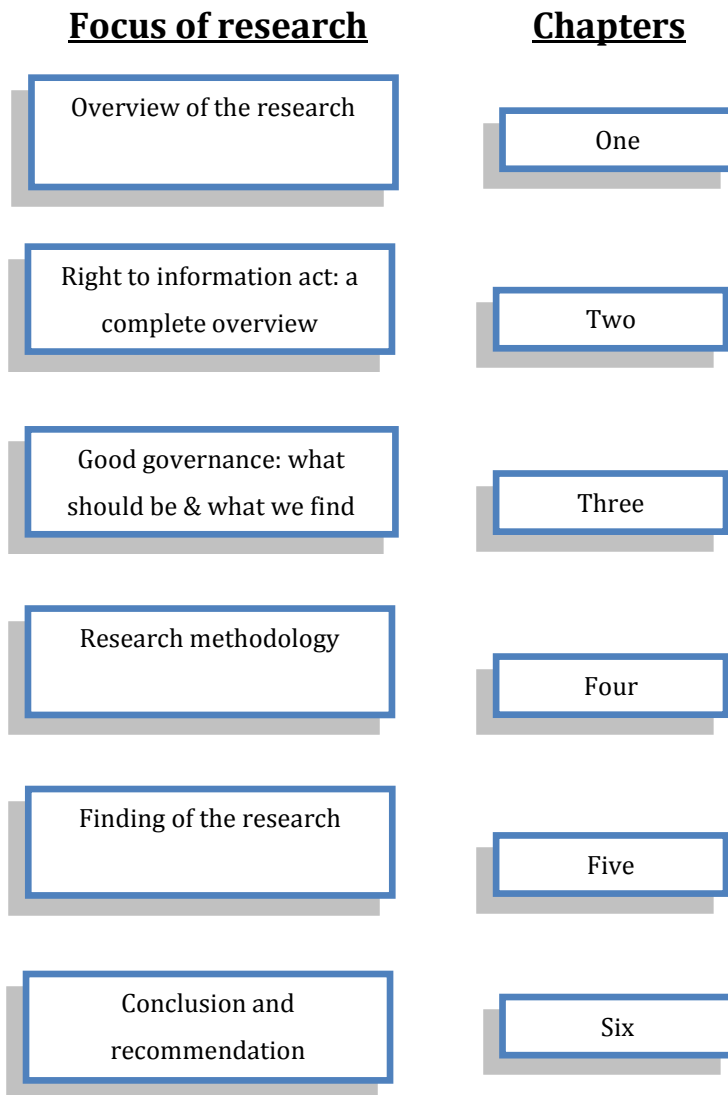 Focus of research
Chapters
Overview of the research
One
Right to information act: a
complete overview
Two
Good governance: what
should be & what we find
Three
Research methodology
Four
Finding of the research
Five
Conclusion and
recommendation
Six